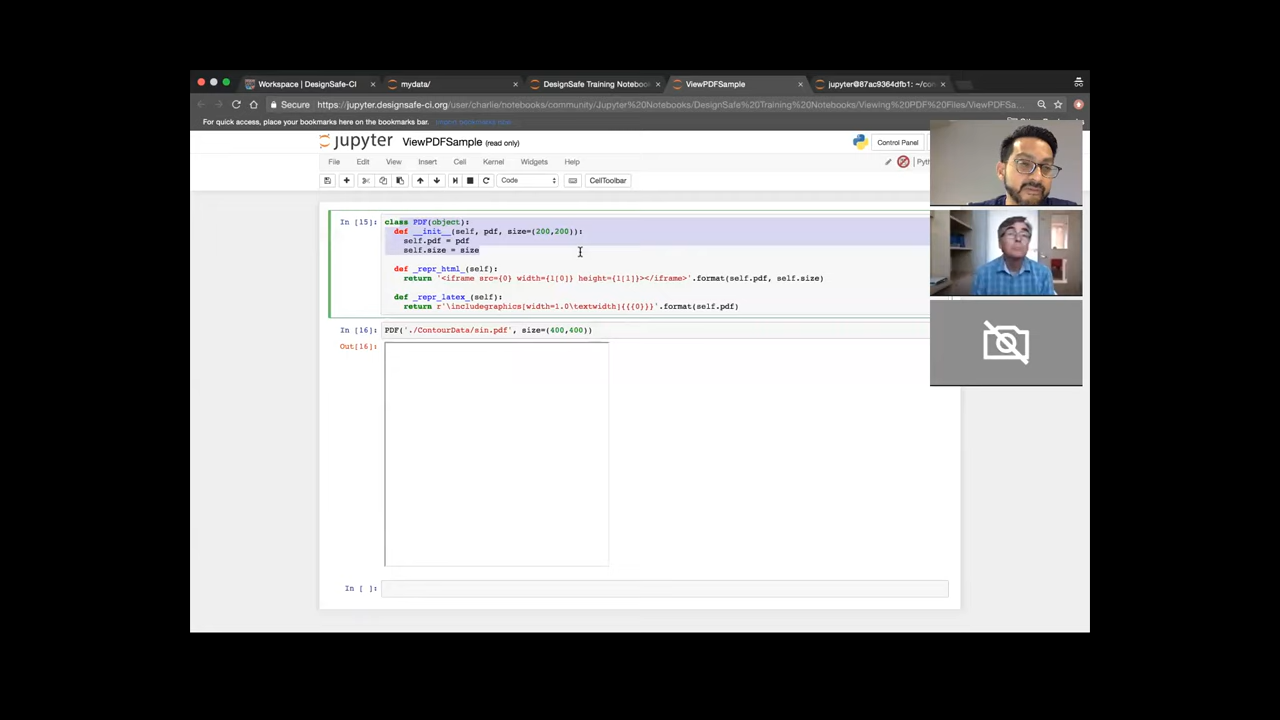 Workspace | DesignSafe-CI × mydata/ × DesignSafe Training Notebook × ViewPDFSample × jupyter@87ac9364dfb1: ~/co ×
Secure https://jupyter.designsafe-ci.org/user/charlie/notebooks/community/Jupyter%20Notebooks/DesignSafe%20Training%20Notebooks/Viewing%20PDF%20Files/ViewPDFSa...
For quick access, place your bookmarks here on the bookmarks bar. Import bookmarks now...
jupyter ViewPDFSample (read only) Control Panel
File Edit View Insert Cell Kernel Widgets Help
Code CellToolbar
In [15]: class PDF(object):
def __init__(self, pdf, size=(200,200)):
self.pdf = pdf
self.size = size
def _repr_html_(self):
return '<iframe src={0} width={1[0]} height={1[1]}></iframe>'.format(self.pdf, self.size)
def _repr_latex_(self):
return r'\includegraphics[width=1.0\textwidth]{{{0}}}'.format(self.pdf)
In [16]: PDF('./ContourData/sin.pdf', size=(400,400))
Out[16]:
In [ ]: